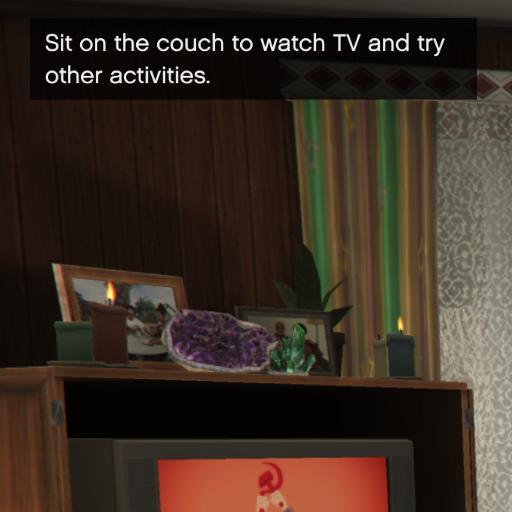 Sit on the couch to watch TV and try
other activities.